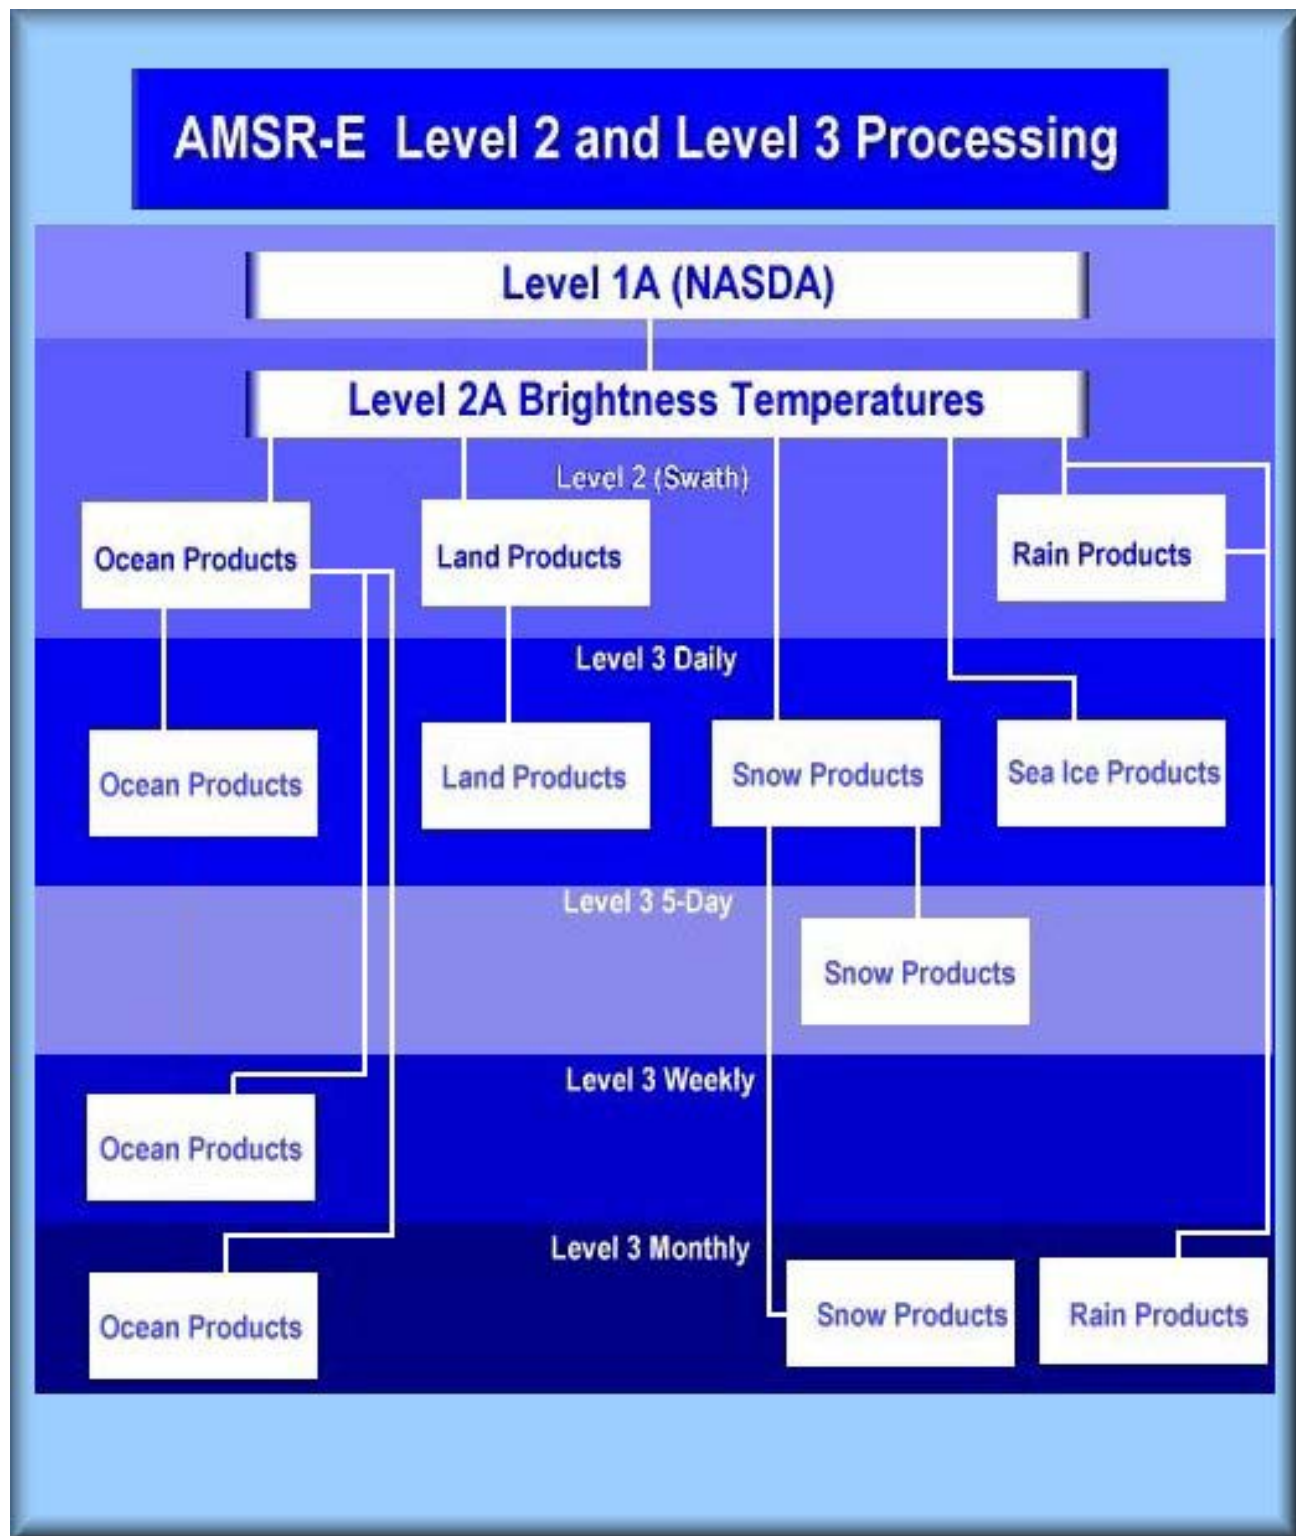 AMSR-E Level 2 and Level 3 Processing
Level 1A (NASDA)
Level 2A Brightness Temperatures
Level 2 (Swath)
Ocean Products
Land Products
Rain Products
Level 3 Daily
Ocean Products
Land Products
Snow Products
Sea Ice Products
Level 3 5-Day
Snow Products
Level 3 Weekly
Ocean Products
Level 3 Monthly
Ocean Products
Snow Products
Rain Products